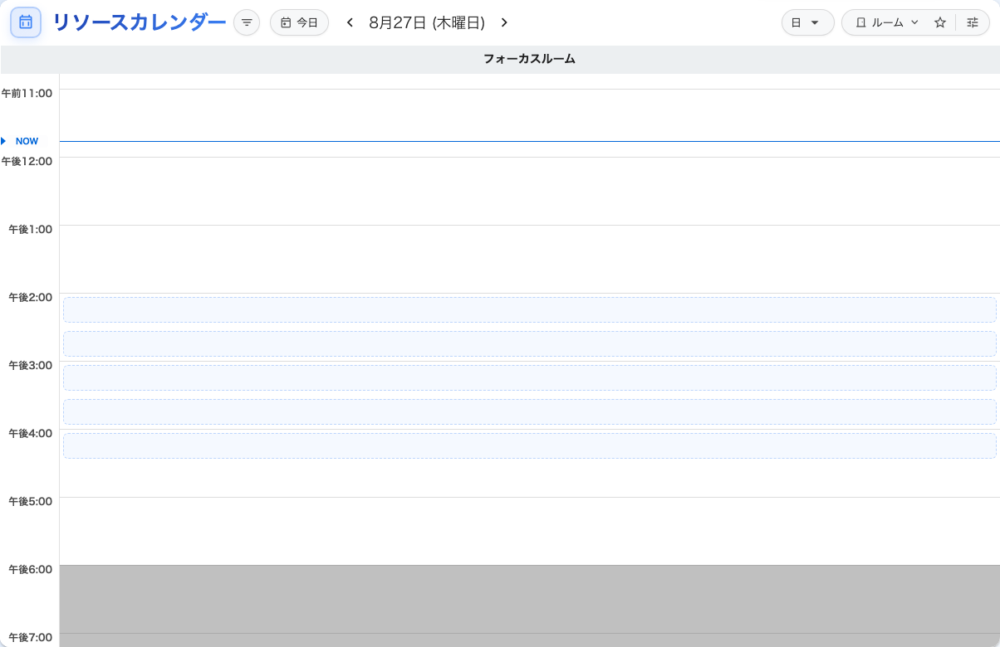 リソースカレンダー
今日
8月27日 (木曜日)
日
ルーム
フォーカスルーム
午前11:00
NOW
午後12:00
午後1:00
午後2:00
午後3:00
午後4:00
午後5:00
午後6:00
午後7:00